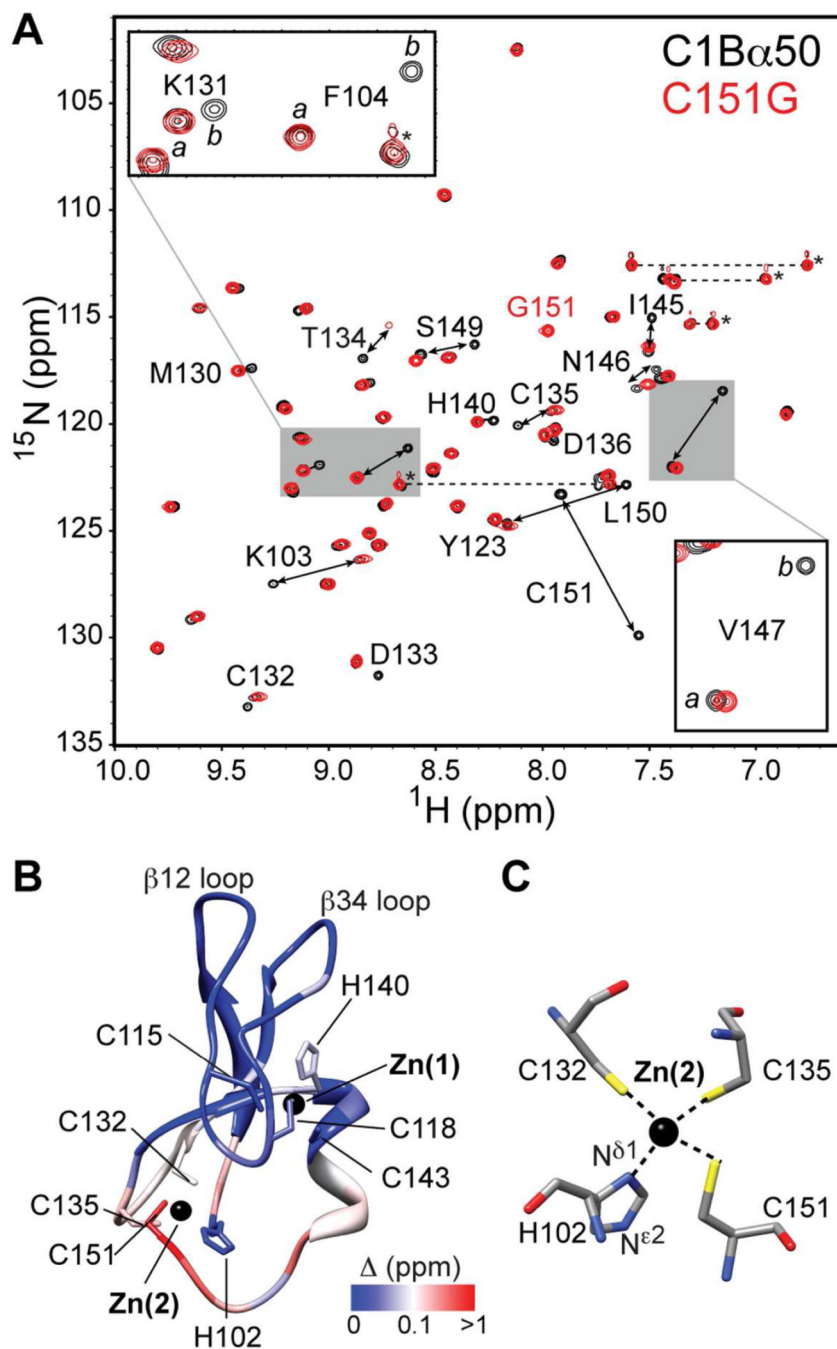 A
C1Bα50
C151G
K131
b
F104
b
a
a
*
105
110
115
120
125
130
135
¹⁵N (ppm)
*
*
*
I145
G151
T134
S149
N146
M130
C135
H140
D136
*
L150
Y123
K103
C151
C132
D133
b
V147
a
10.0 9.5 9.0 8.5 8.0 7.5 7.0
¹H (ppm)
B
β12 loop
β34 loop
H140
C115
Zn(1)
C132
C118
C143
C135
C151
Zn(2)
H102
Δ (ppm)
0 0.1 >1
C
C132
Zn(2)
C135
Nδ1
H102
Nε2
C151